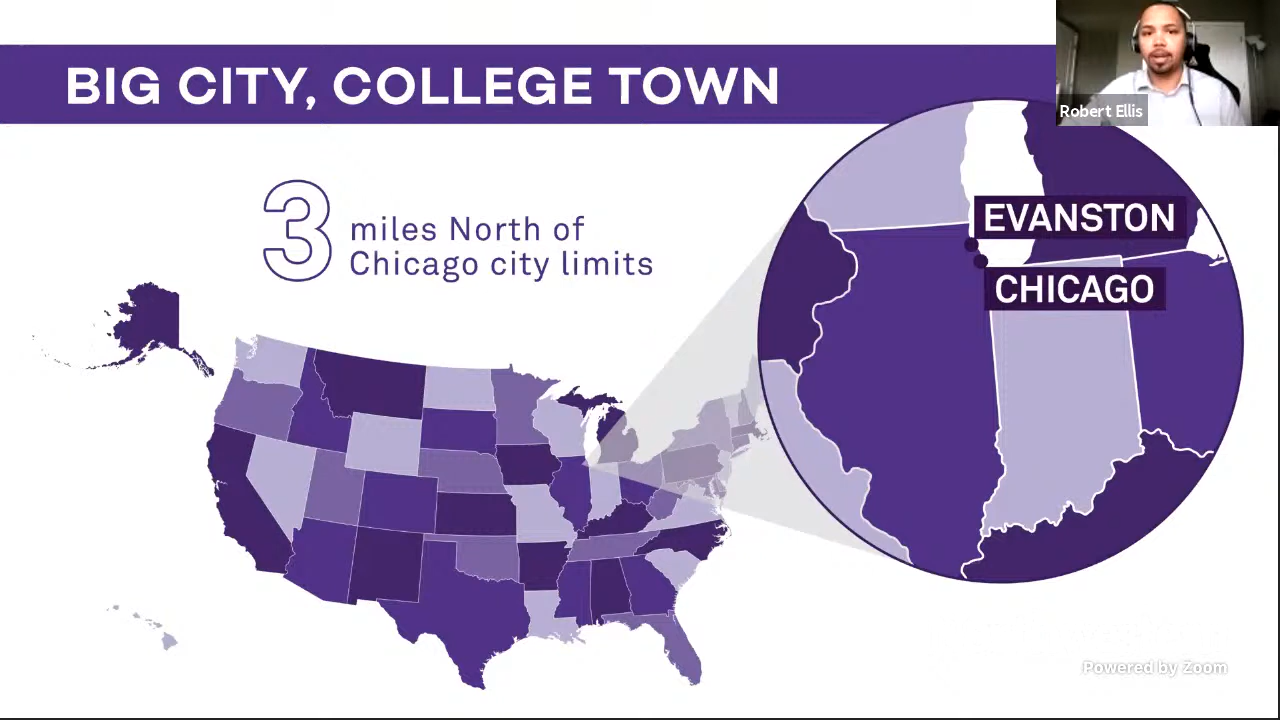 BIG CITY, COLLEGE TOWN
Robert Ellis
3 miles North of
Chicago city limits
EVANSTON
CHICAGO
Powered by Zoom